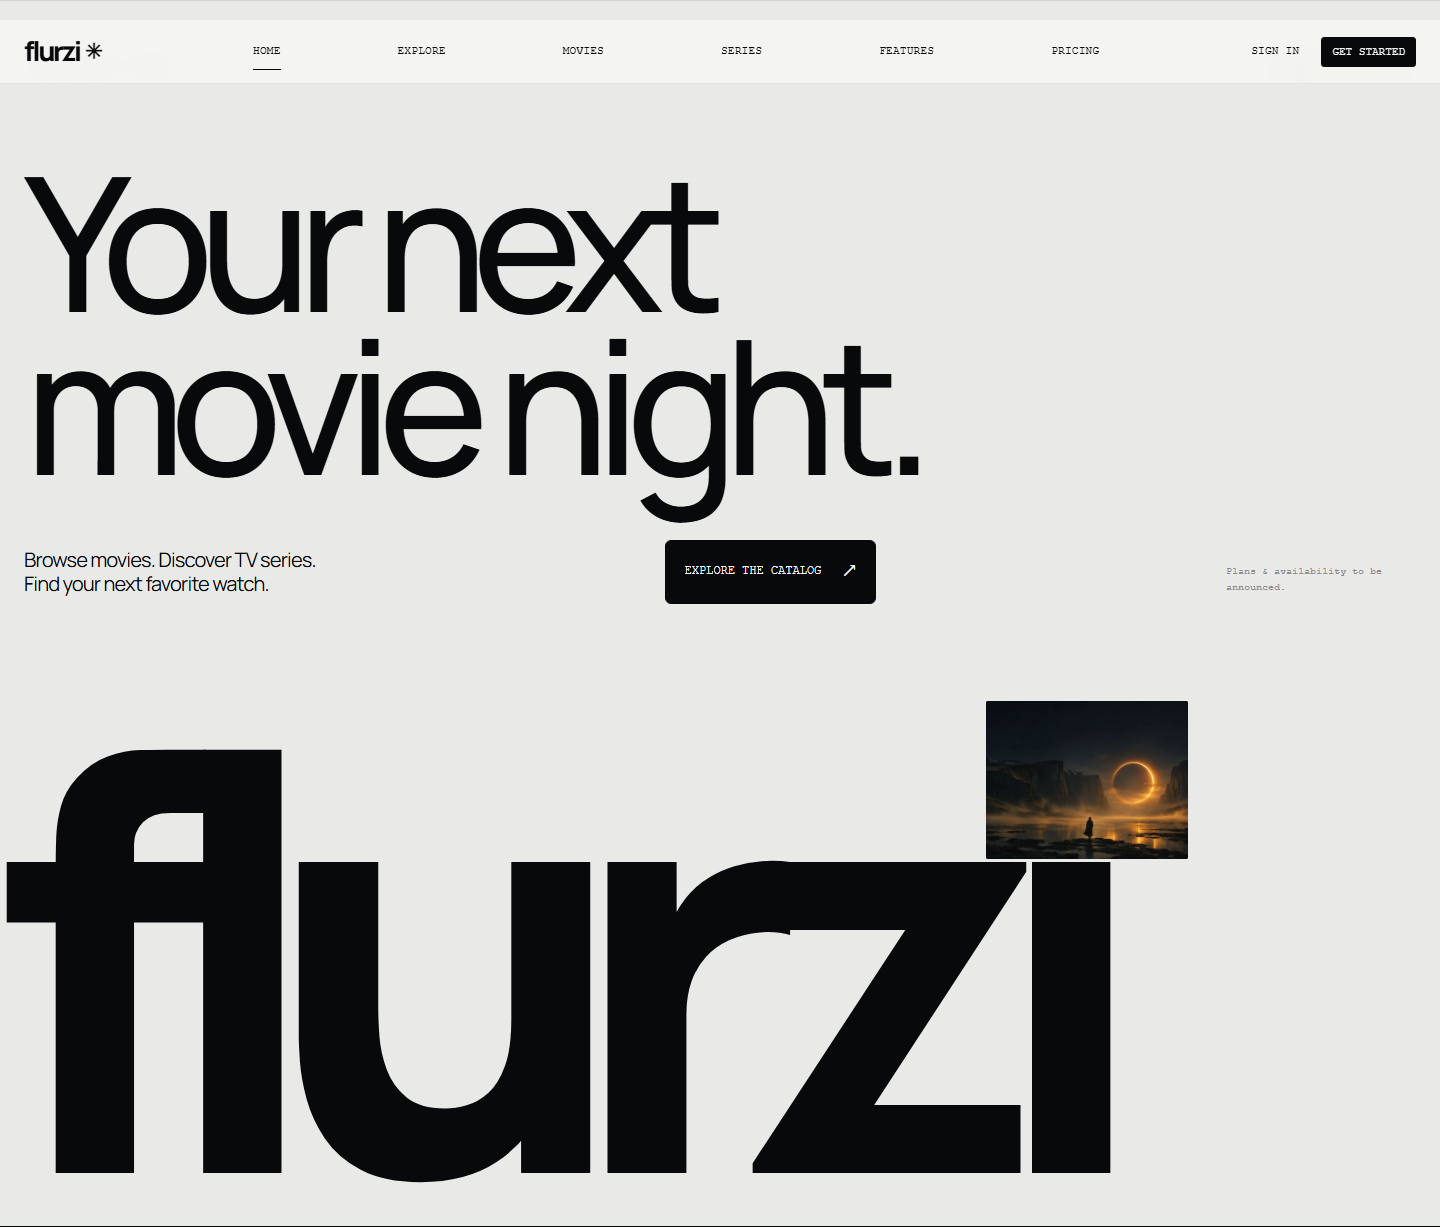 flurzi
HOME
EXPLORE
MOVIES
SERIES
FEATURES
PRICING
SIGN IN
GET STARTED
Your next
movie night.
Browse movies. Discover TV series.
Find your next favorite watch.
EXPLORE THE CATALOG ↗
Plans & availability to be
announced.
flurzi